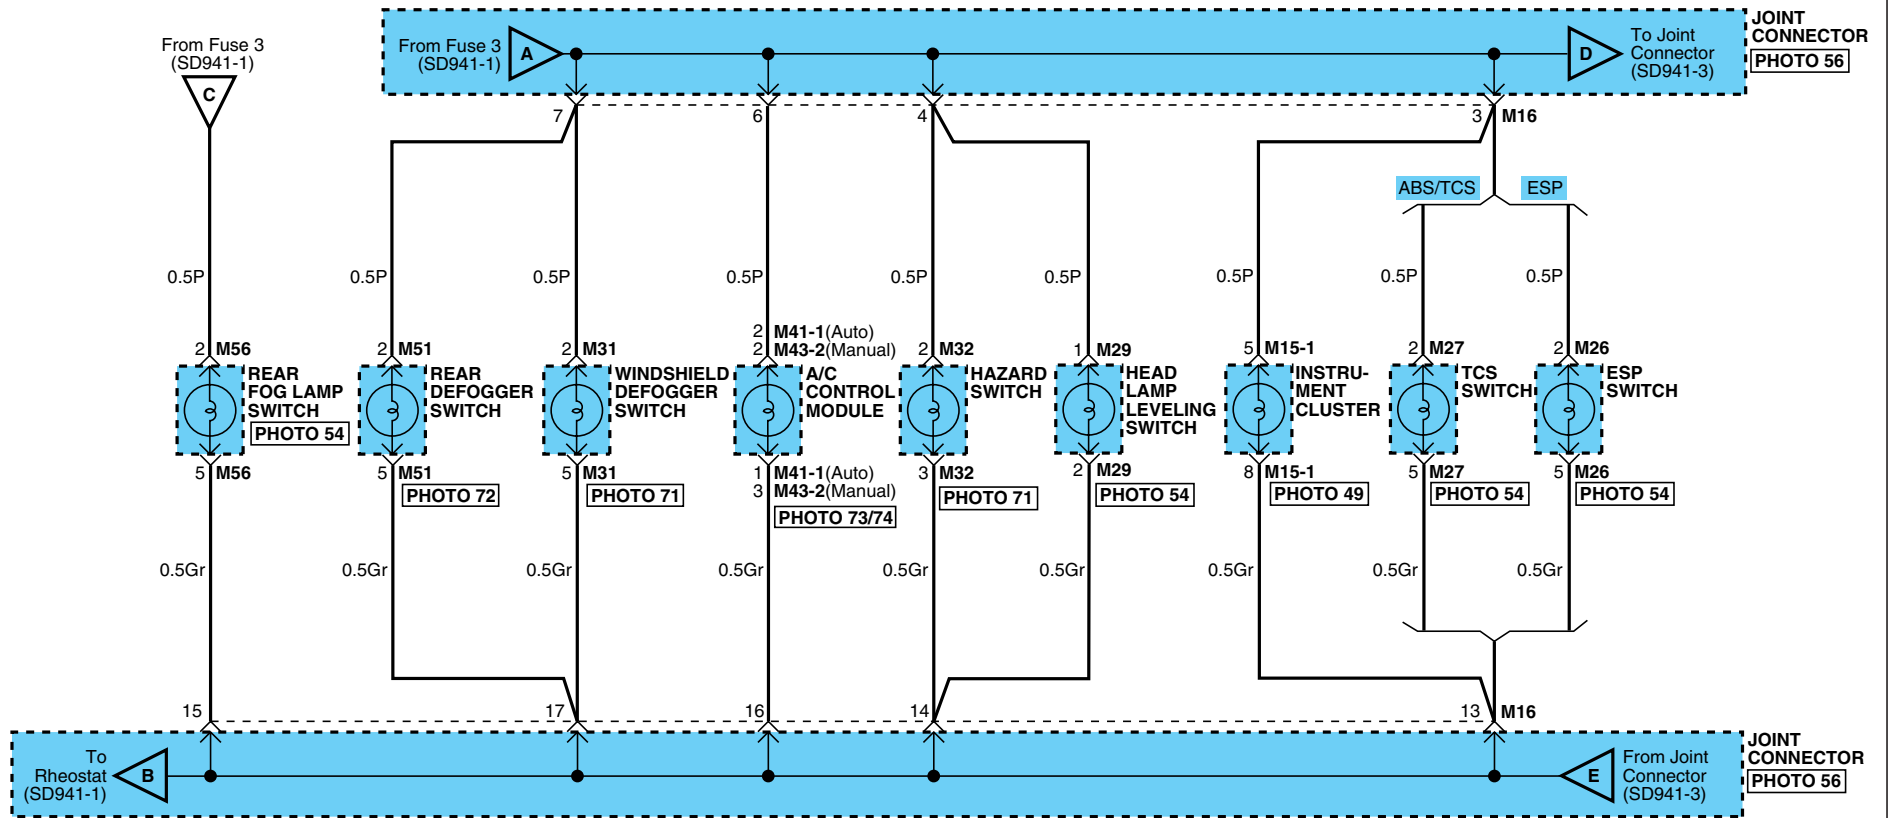 From Fuse 3
(SD941-1)
C
From Fuse 3
(SD941-1)
A
D
To Joint
Connector
(SD941-3)
JOINT
CONNECTOR
PHOTO 56
7
6
4
3
M16
ABS/TCS
ESP
0.5P
0.5P
0.5P
0.5P
0.5P
0.5P
0.5P
0.5P
0.5P
2 M56
2 M51
2 M31
2 M41-1(Auto)
2 M43-2(Manual)
2 M32
1 M29
5 M15-1
2 M27
2 M26
REAR
FOG LAMP
SWITCH
PHOTO 54
REAR
DEFOGGER
SWITCH
WINDSHIELD
DEFOGGER
SWITCH
A/C
CONTROL
MODULE
HAZARD
SWITCH
HEAD
LAMP
LEVELING
SWITCH
INSTRU-
MENT
CLUSTER
TCS
SWITCH
ESP
SWITCH
5 M56
5 M51
PHOTO 72
5 M31
PHOTO 71
1 M41-1(Auto)
3 M43-2(Manual)
PHOTO 73/74
3 M32
PHOTO 71
2 M29
PHOTO 54
8 M15-1
PHOTO 49
5 M27
PHOTO 54
5 M26
PHOTO 54
0.5Gr
0.5Gr
0.5Gr
0.5Gr
0.5Gr
0.5Gr
0.5Gr
0.5Gr
0.5Gr
15
17
16
14
13
M16
To
Rheostat
(SD941-1)
B
E
From Joint
Connector
(SD941-3)
JOINT
CONNECTOR
PHOTO 56